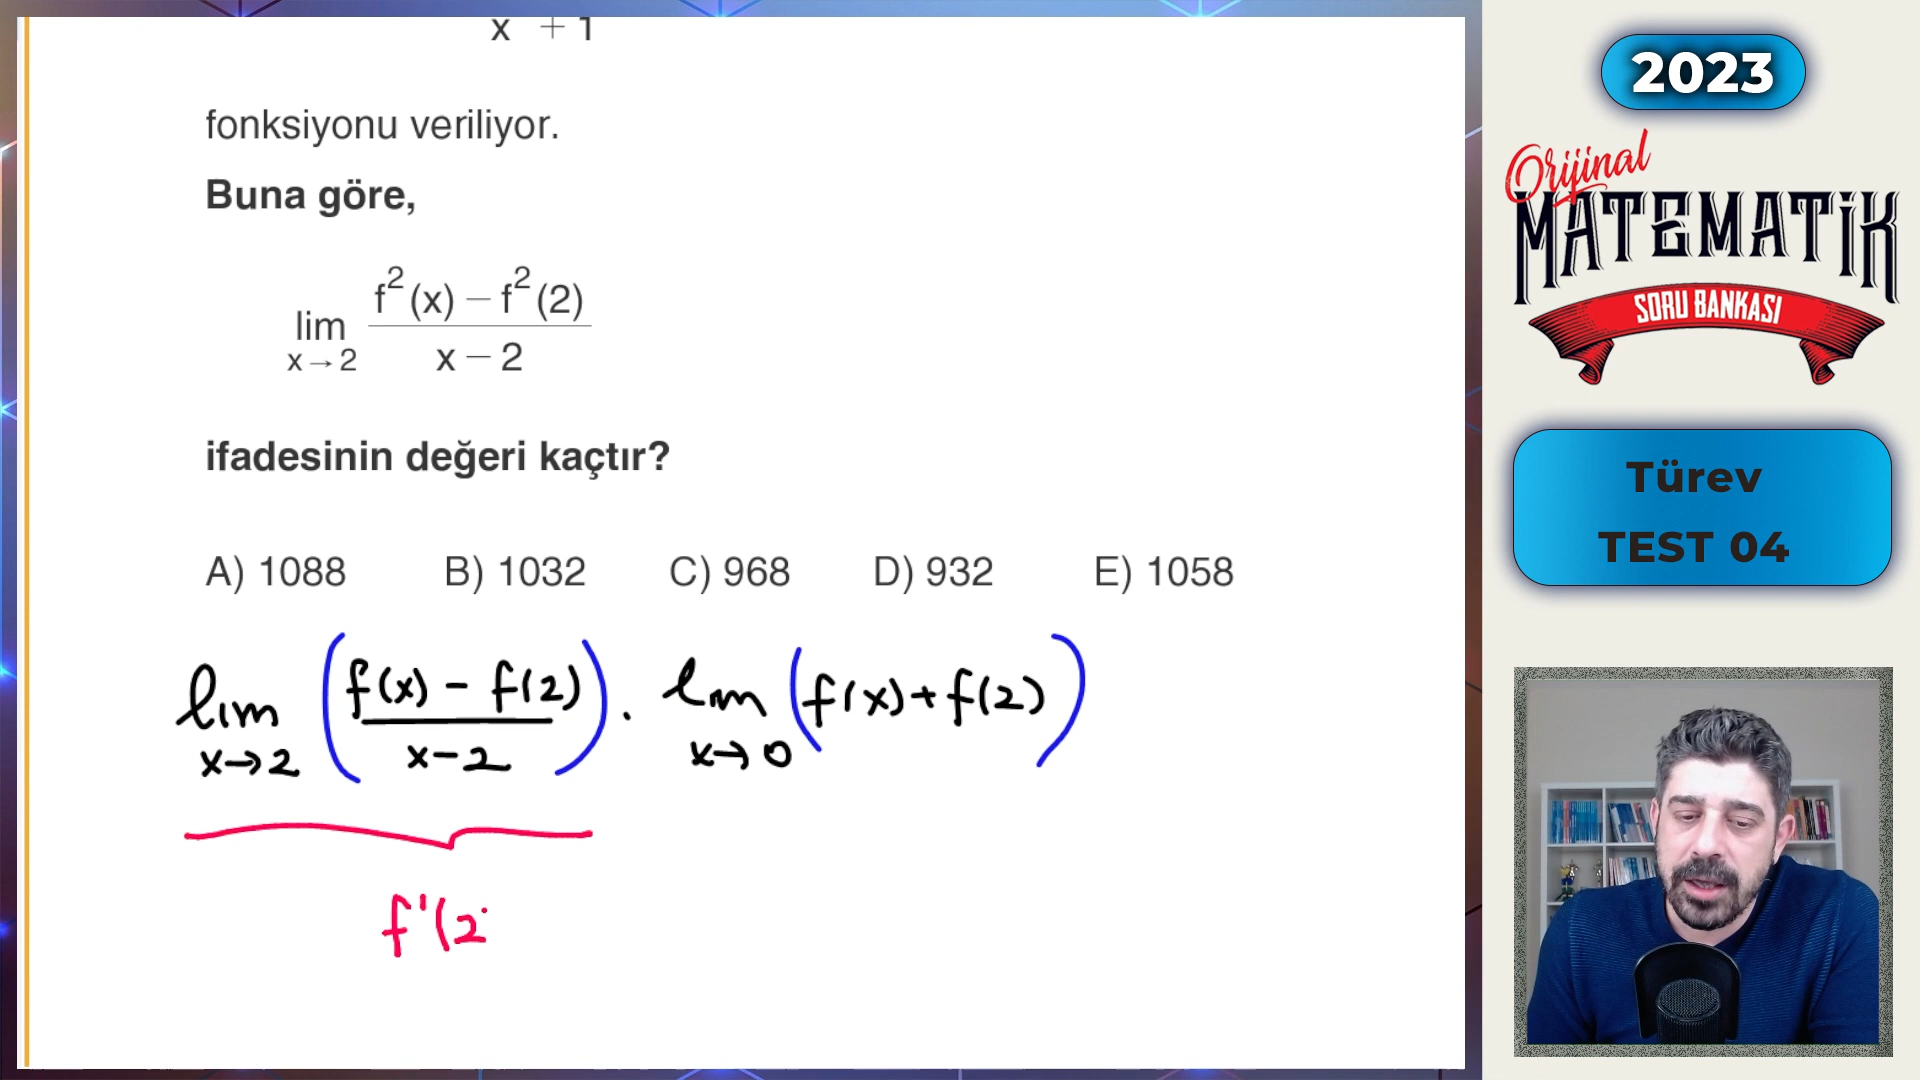 x + 1
fonksiyonu veriliyor.
Buna göre,
lim x→2 f²(x) – f²(2)
x – 2
ifadesinin değeri kaçtır?
A) 1088 B) 1032 C) 968 D) 932 E) 1058
lim x→2 (f(x) - f(2) / x-2) . lim x→0 (f(x)+f(2))
f'(2
2023
Orijinal
MATEMATİK
SORU BANKASI
Türev
TEST 04